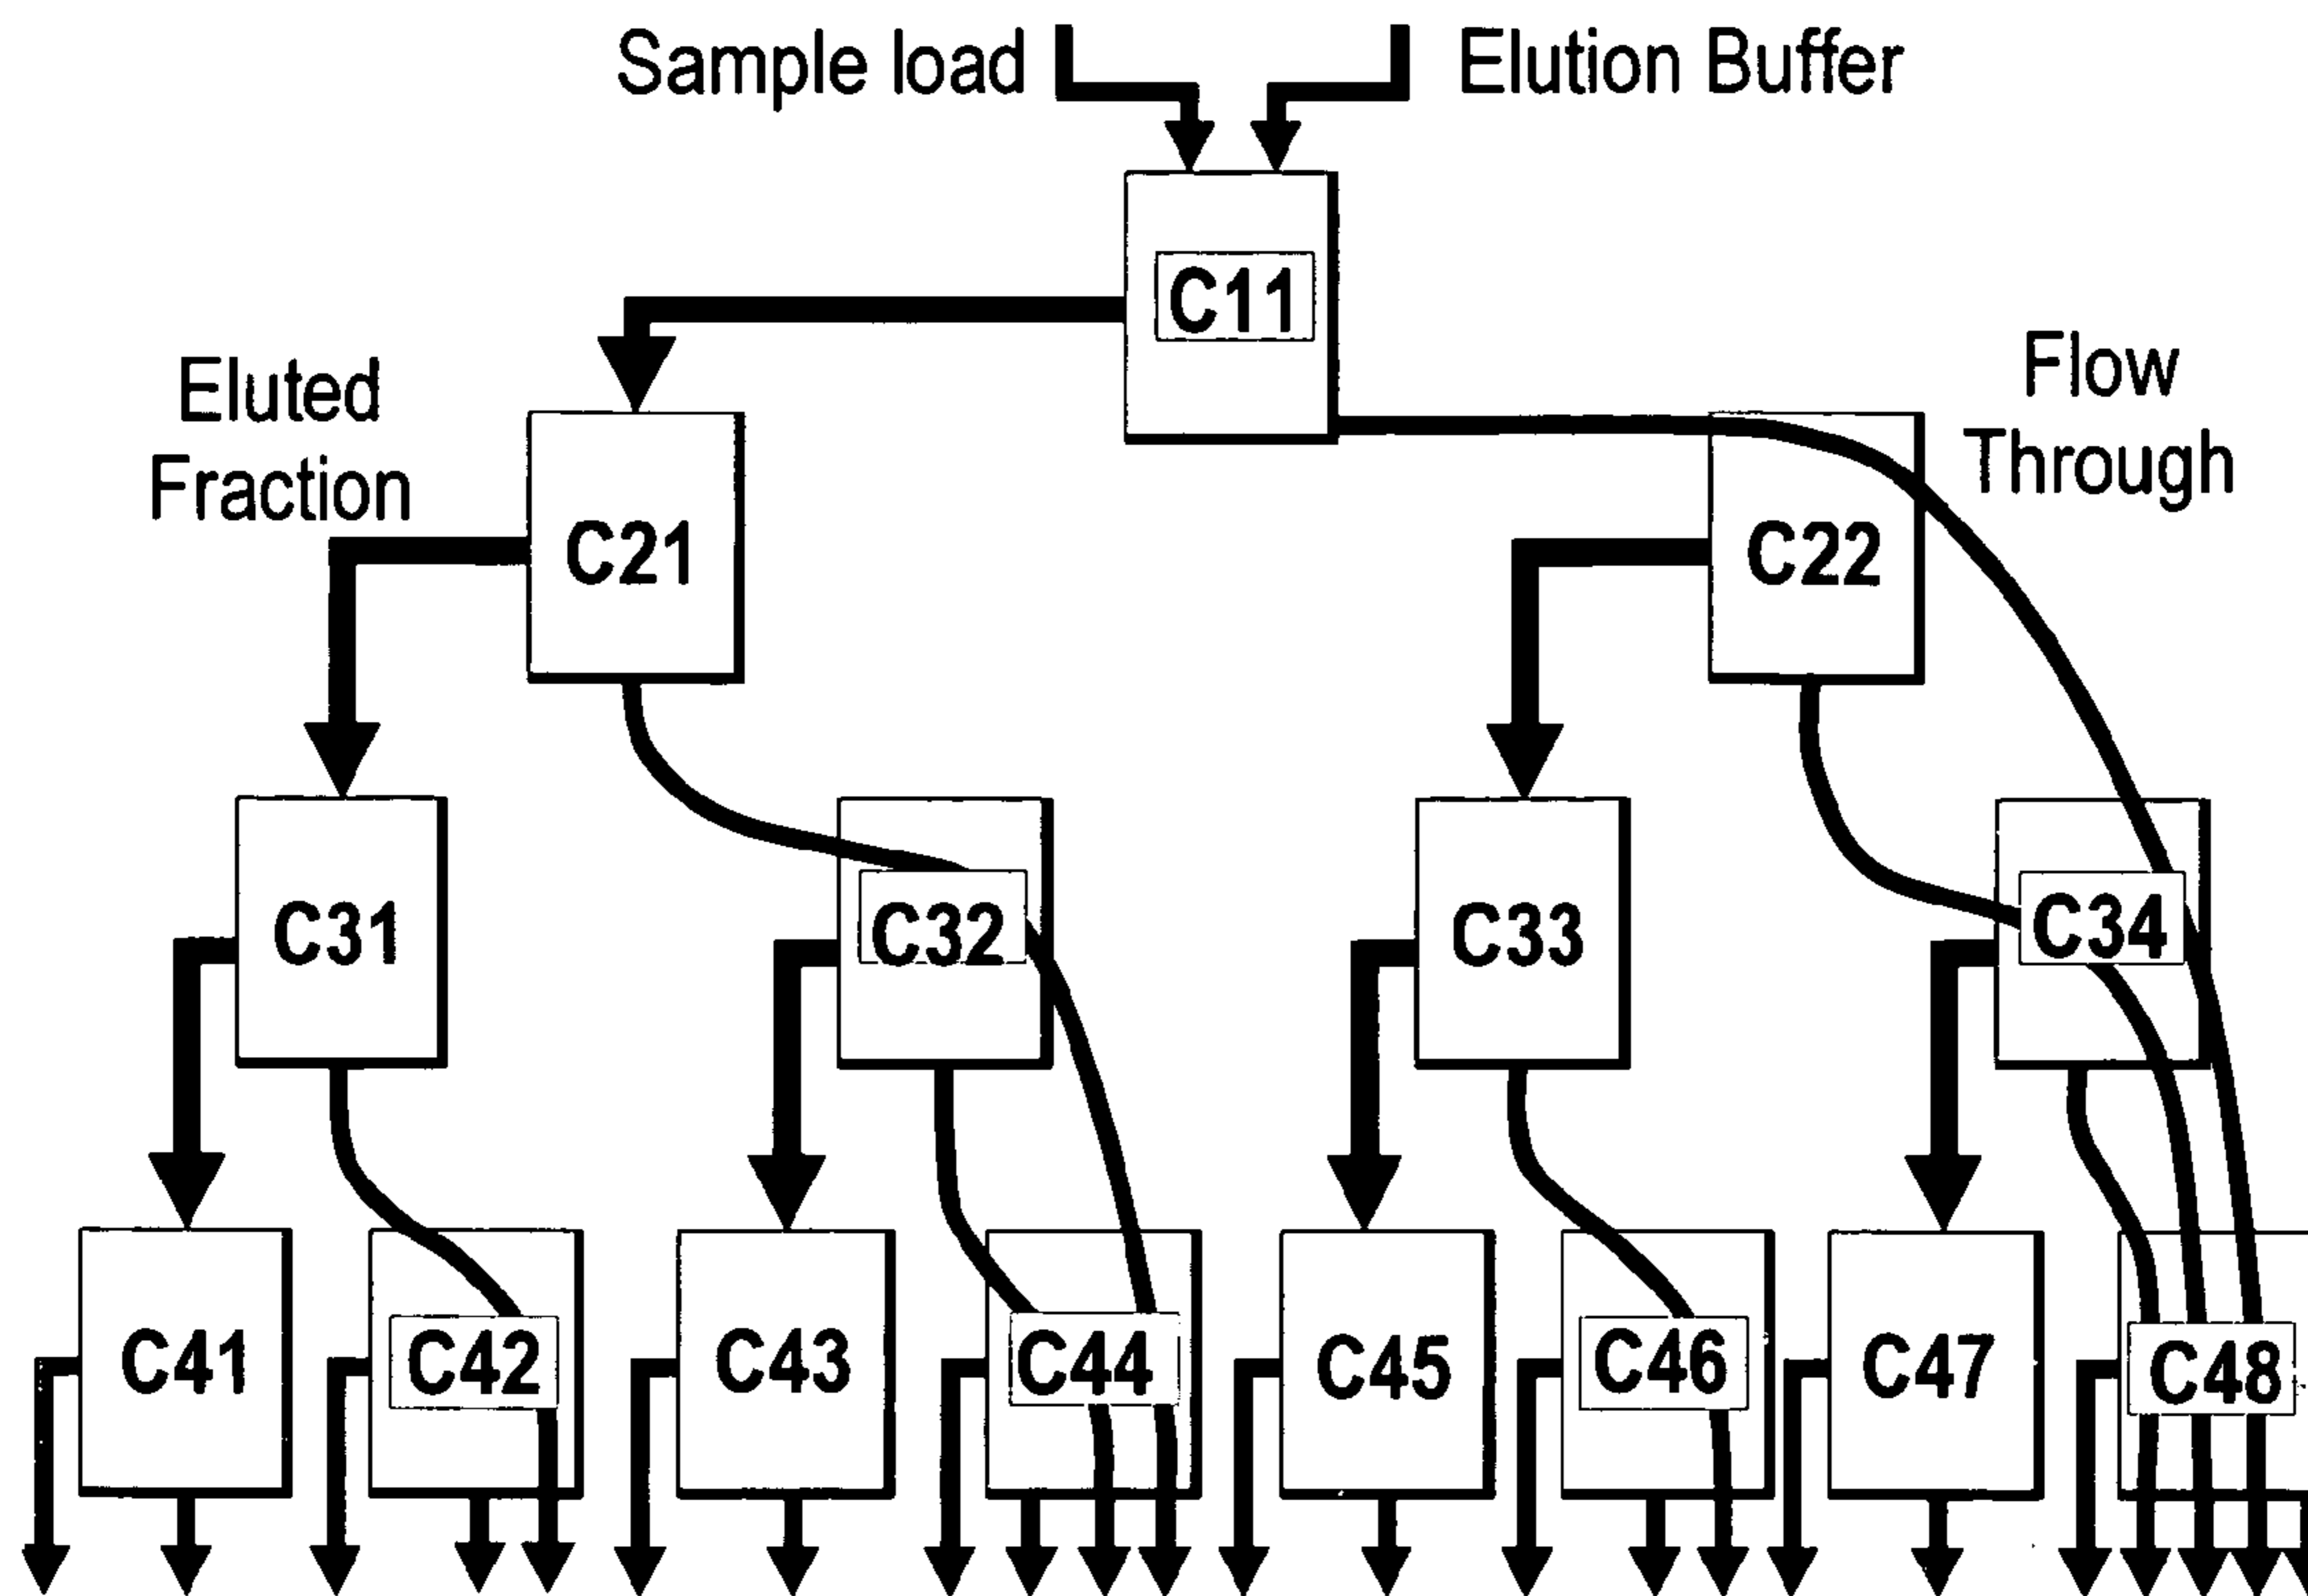 Sample load
Elution Buffer
C11
Eluted
Fraction
Flow
Through
C21
C22
C31
C32
C33
C34
C41
C42
C43
C44
C45
C46
C47
C48